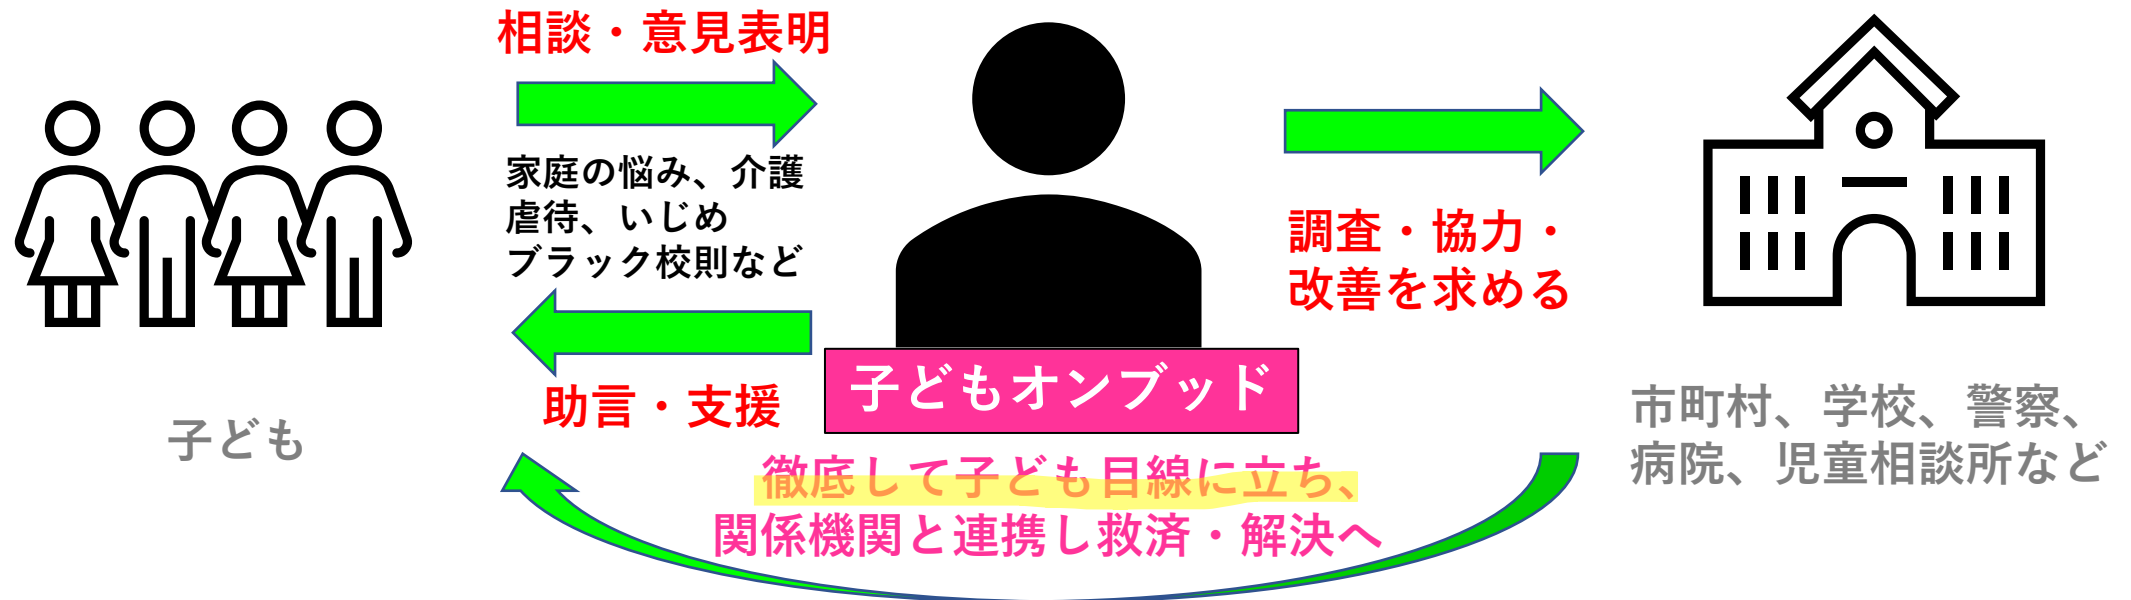 相談・意見表明
家庭の悩み、介護
虐待、いじめ
ブラック校則など
助言・支援
子ども
子どもオンブッド
徹底して子ども目線に立ち、
関係機関と連携し救済・解決へ
調査・協力・
改善を求める
市町村、学校、警察、
病院、児童相談所など